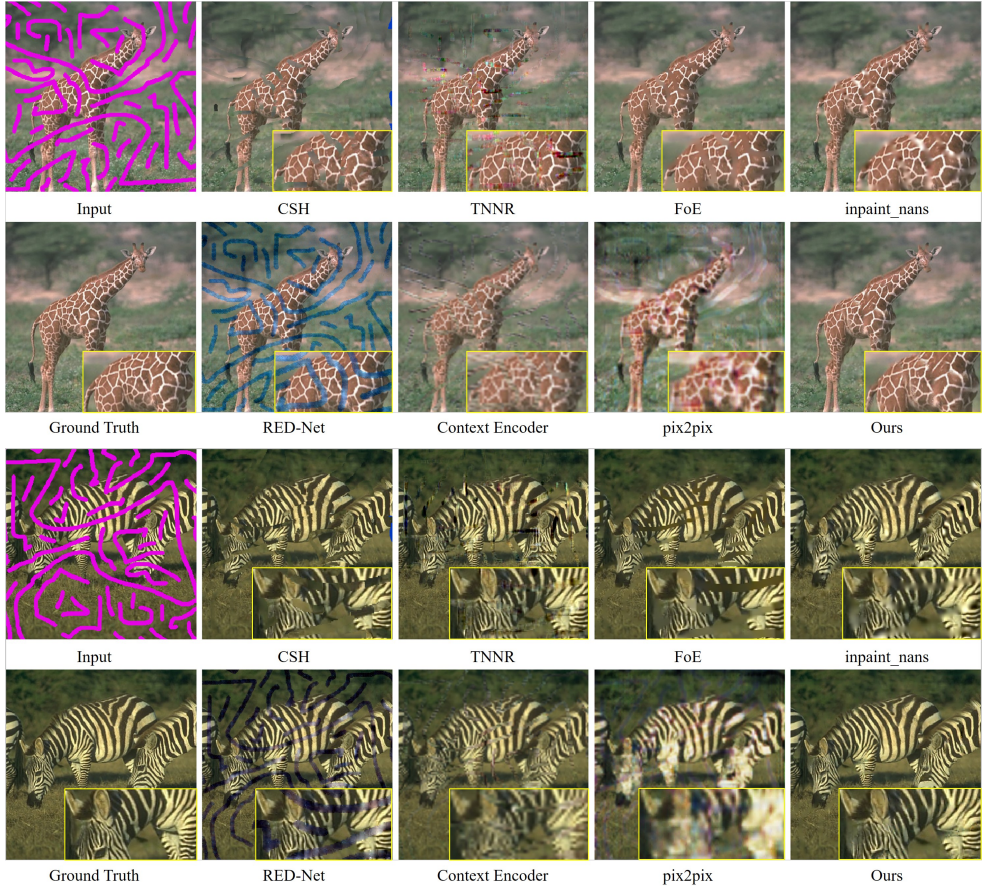 Input CSH TNNR FoE inpaint_nans
Ground Truth RED-Net Context Encoder pix2pix Ours
Input CSH TNNR FoE inpaint_nans
Ground Truth RED-Net Context Encoder pix2pix Ours